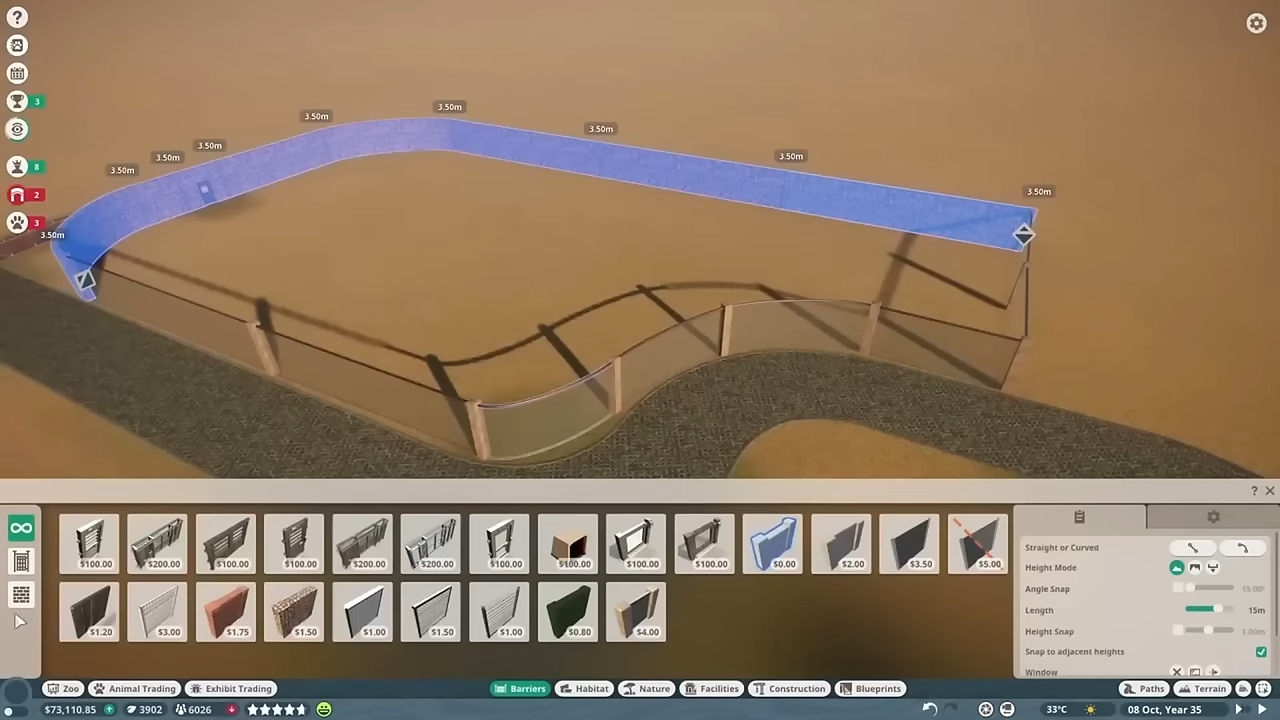 ?
3
8
2
3
3.50m
3.50m
3.50m
3.50m
3.50m
3.50m
3.50m
3.50m
3.50m
?
$100.00 $200.00 $100.00 $100.00 $200.00 $200.00 $100.00 $100.00 $100.00 $100.00 $0.00 $2.00 $3.50 $5.00
$1.20 $3.00 $1.75 $1.50 $1.00 $1.50 $1.00 $0.80 $4.00
Straight or Curved
Height Mode
Angle Snap 15.00°
Length 15m
Height Snap 1.00m
Snap to adjacent heights
Window
Zoo Animal Trading Exhibit Trading Barriers Habitat Nature Facilities Construction Blueprints Paths Terrain
$73,110.85 3902 6026 33°C 08 Oct, Year 35